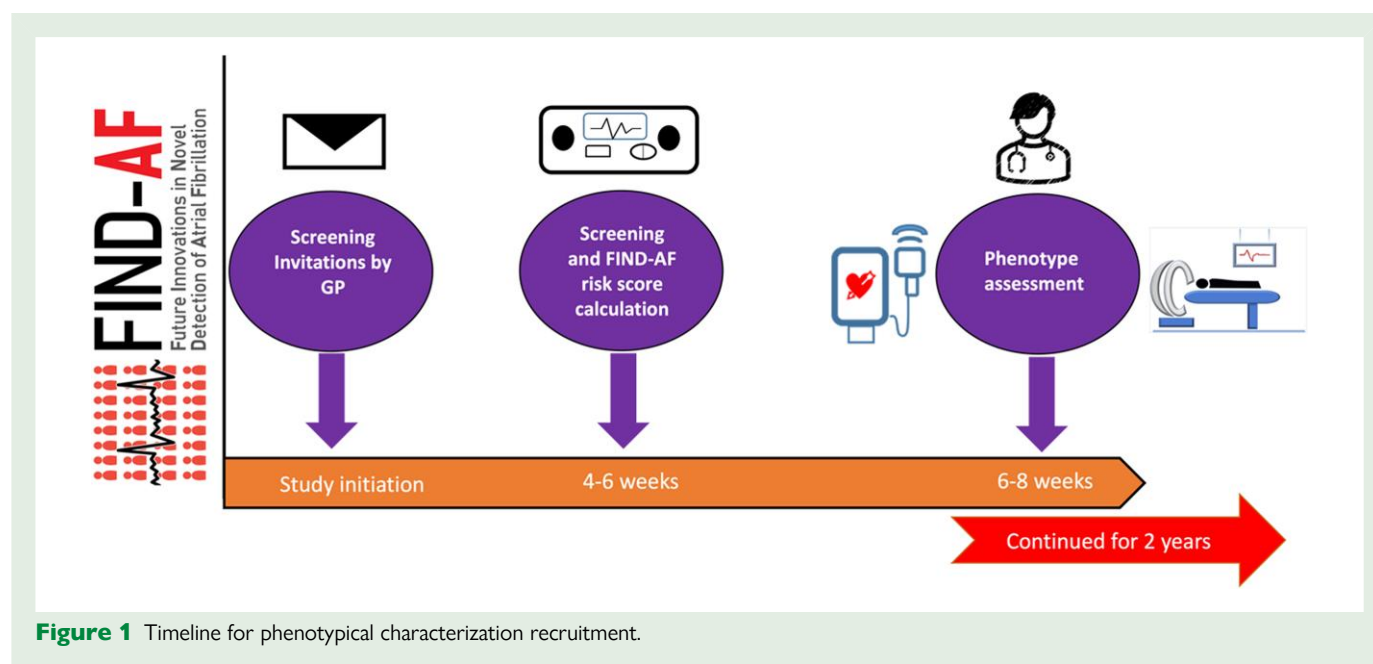 FIND-AF
Future Innovations in Novel
Detection of Atrial Fibrillation
Screening
Invitations by
GP
Screening
and FIND-AF
risk score
calculation
Phenotype
assessment
Study initiation
4-6 weeks
6-8 weeks
Continued for 2 years
Figure 1 Timeline for phenotypical characterization recruitment.